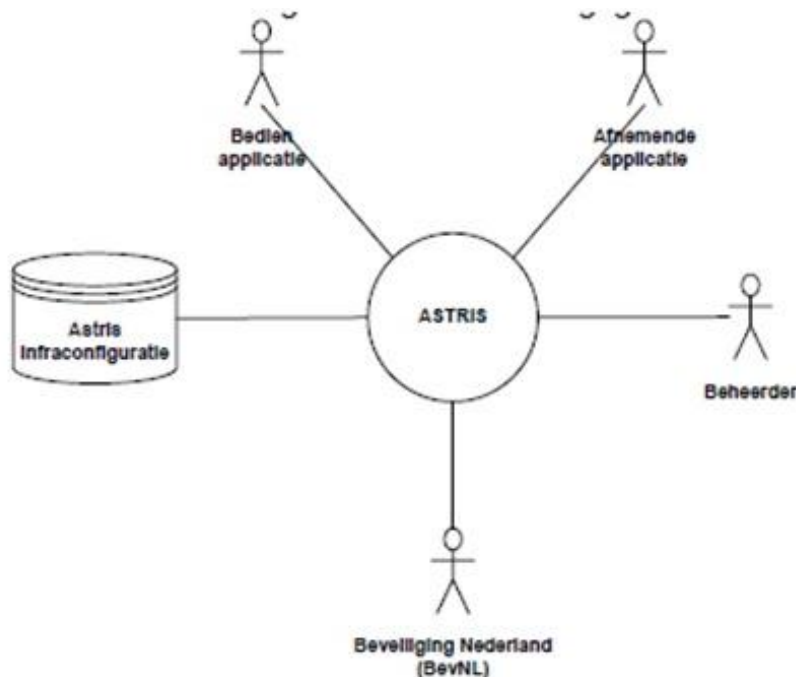 Bedien
applicatie
Afnemende
applicatie
Astris
Infraconfiguratie
ASTRIS
Beheerder
Beveiliging Nederland
(BevNL)